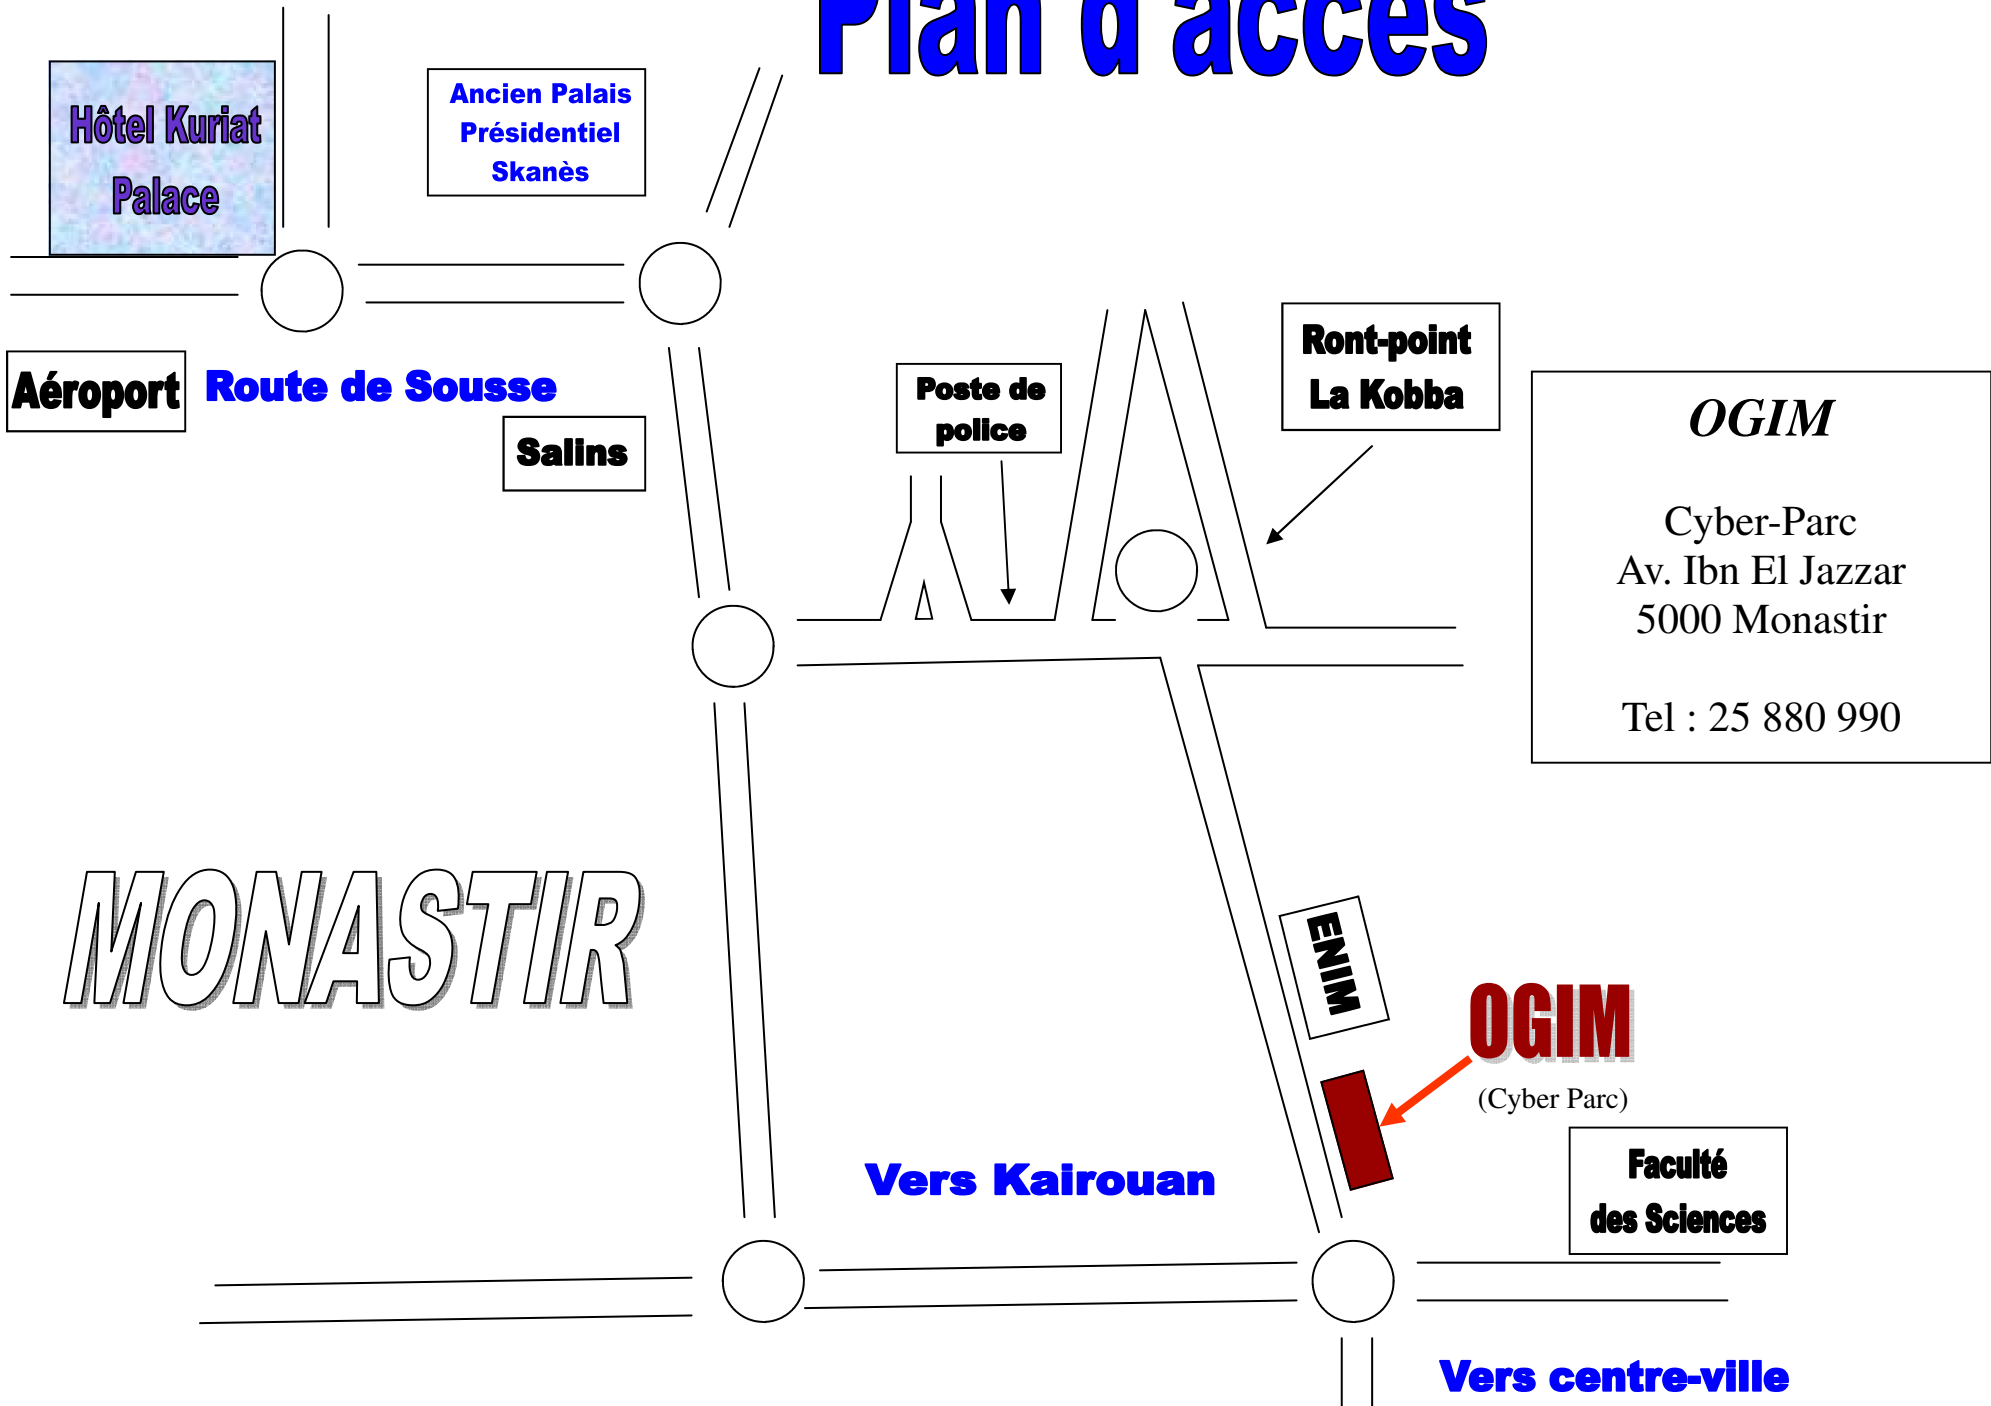 Plan d'accès
Hôtel Kuriat
Palace
Ancien Palais
Présidentiel
Skanès
Aéroport
Route de Sousse
Salins
Poste de
police
Ront-point
La Kobba
OGIM
Cyber-Parc
Av. Ibn El Jazzar
5000 Monastir
Tel : 25 880 990
MONASTIR
ENIM
OGIM
(Cyber Parc)
Vers Kairouan
Faculté
des Sciences
Vers centre-ville